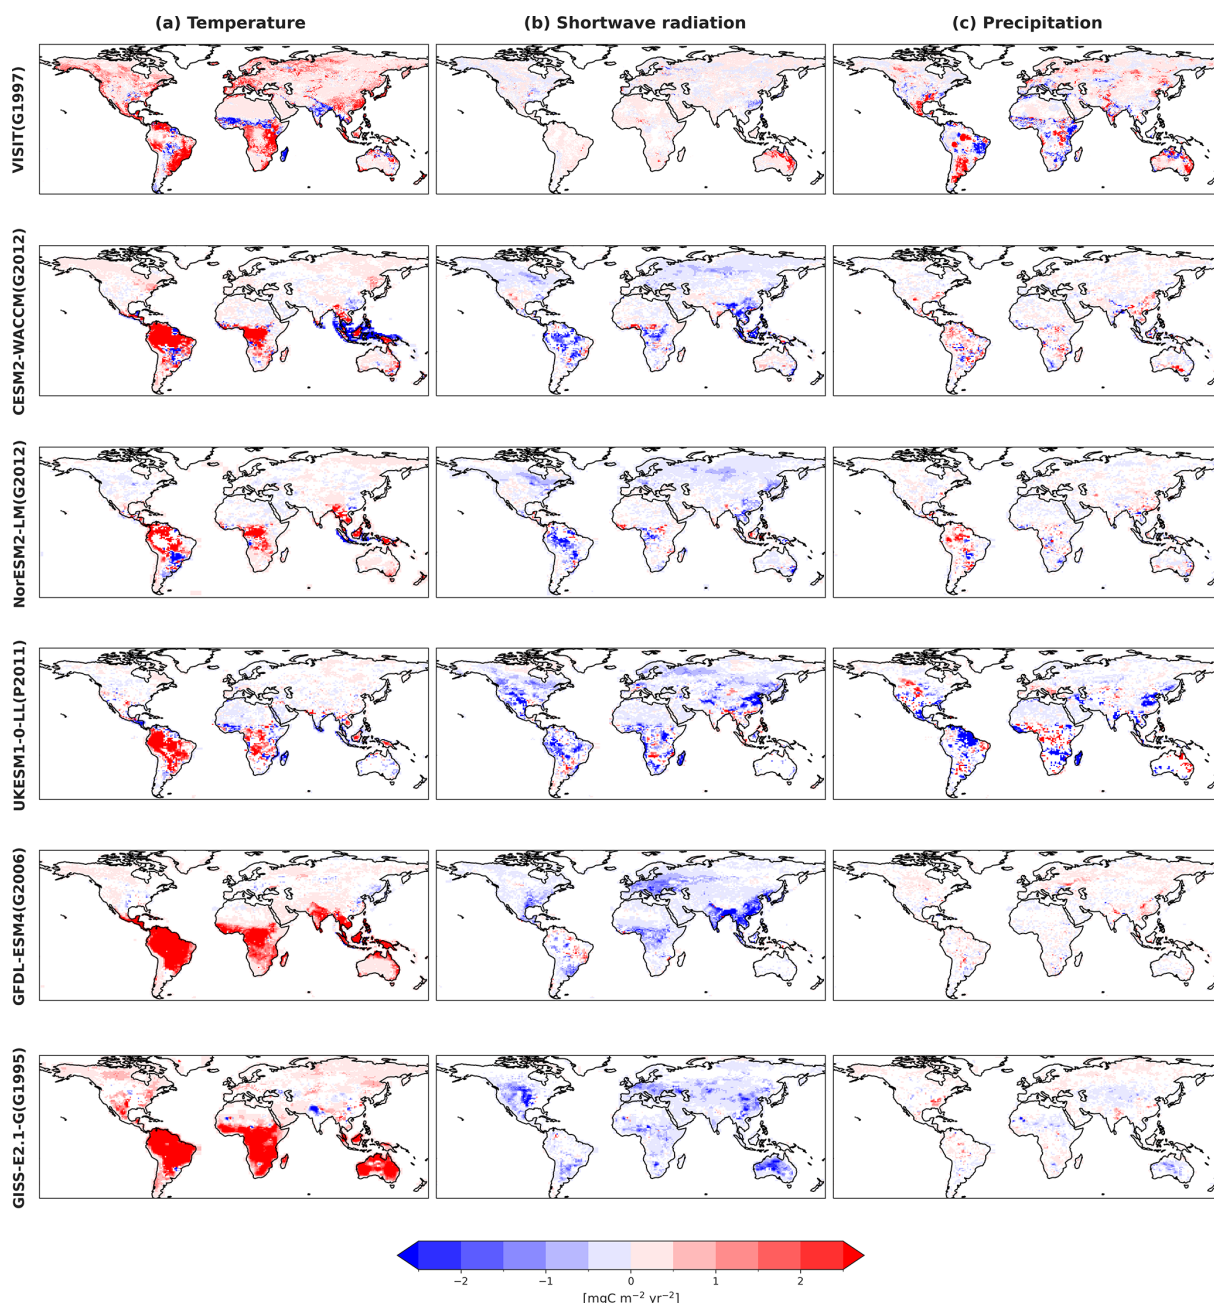 (a) Temperature
(b) Shortwave radiation
(c) Precipitation
VISIT(G1997)
CESM2-WACCM(G2012)
NorESM2-LM(G2012)
UKESM1-0-LL(P2011)
GFDL-ESM4(G2006)
GISS-E2.1-G(G1995)
−2 −1 0 1 2
[mgC m⁻² yr⁻²]